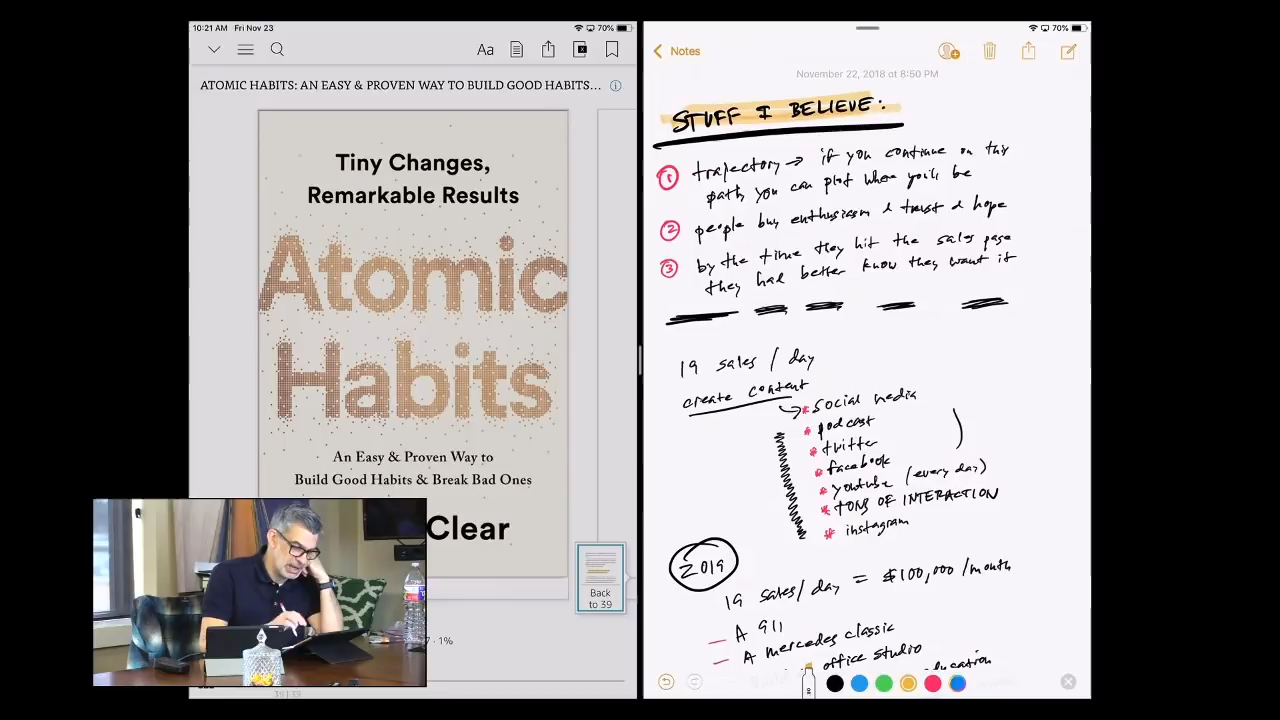 10:21 AM Fri Nov 23
70%
Aa
ATOMIC HABITS: AN EASY & PROVEN WAY TO BUILD GOOD HABITS...
Tiny Changes,
Remarkable Results
Atomic
Habits
An Easy & Proven Way to
Build Good Habits & Break Bad Ones
Clear
Back
to 39
1%
70%
Notes
November 22, 2018 at 8:50 PM
STUFF I BELIEVE:
1 trajectory → if you continue on this
path, you can plot where you'll be
2 people buy enthusiasm & trust & hope
3 by the time they hit the sales page
they had better know they want it
19 sales / day
create content
* social media
* podcast
* twitter
* facebook
* youtube (every day)
* TONS OF INTERACTION
* instagram
2019
19 sales/day = $100,000 /month
— A 911
— A mercedes classic
office studio
education